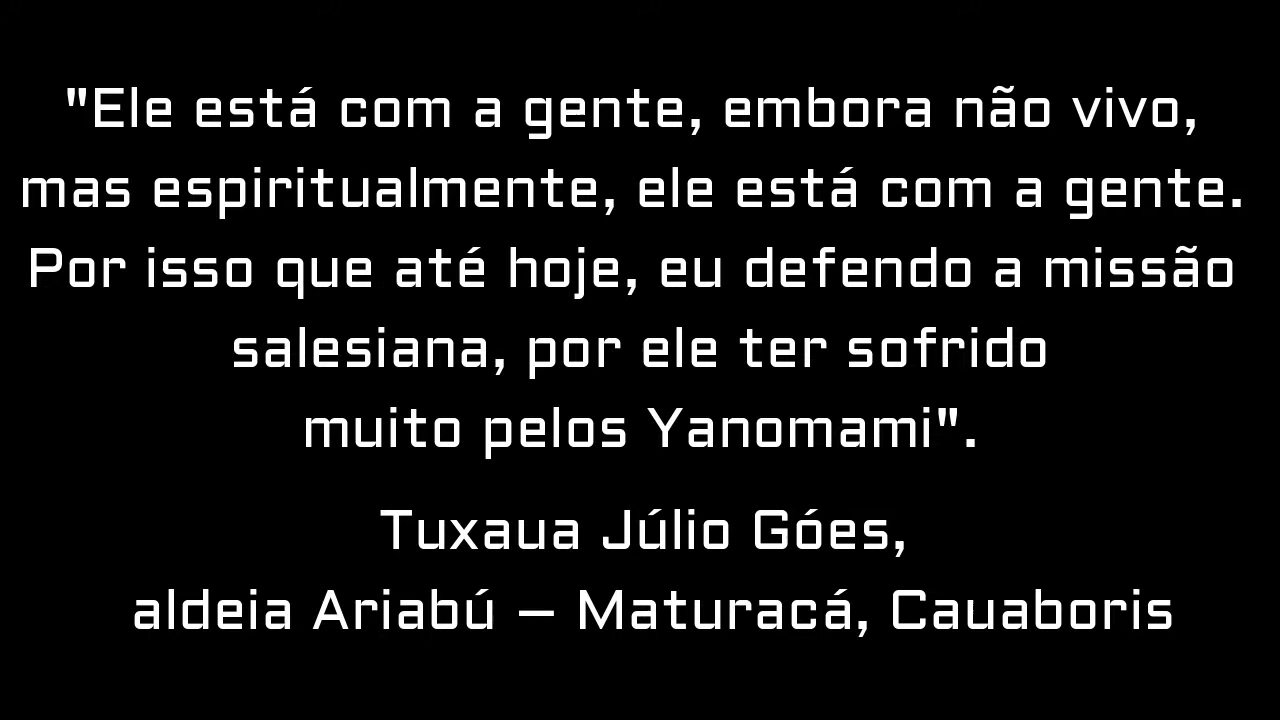 "Ele está com a gente, embora não vivo,
mas espiritualmente, ele está com a gente.
Por isso que até hoje, eu defendo a missão
salesiana, por ele ter sofrido
muito pelos Yanomami".
Tuxaua Júlio Góes,
aldeia Ariabú – Maturacá, Cauaboris